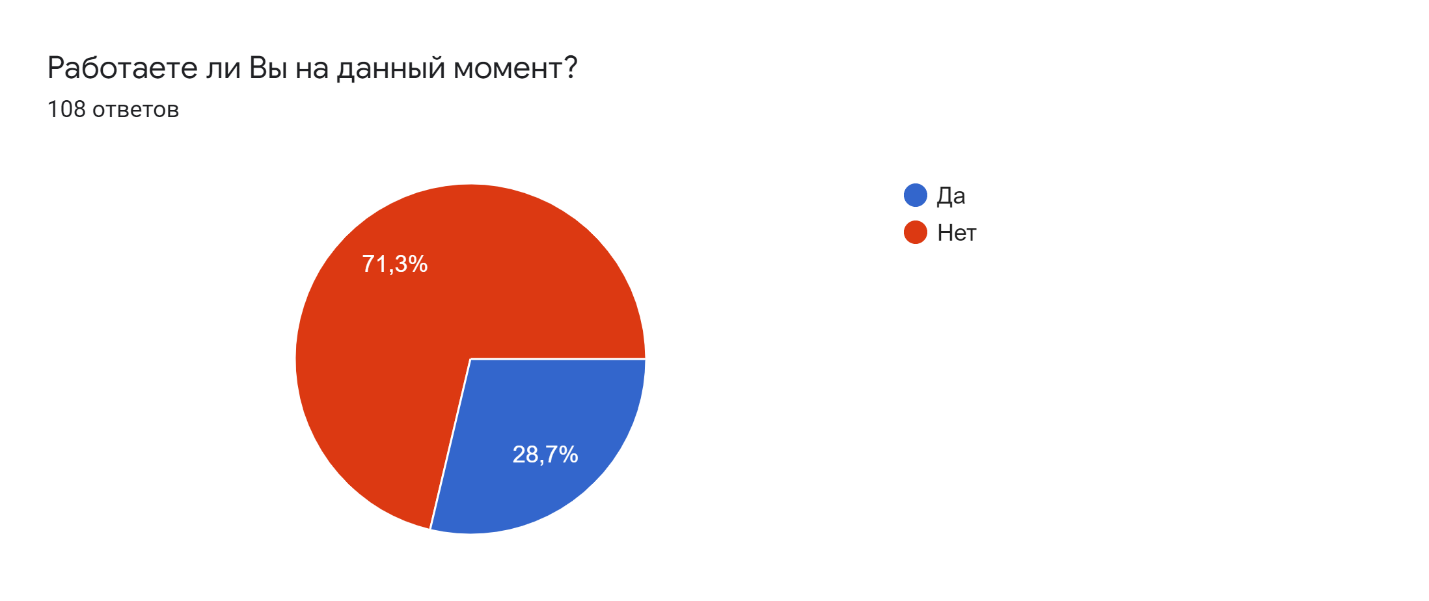 Работаете ли Вы на данный момент?
108 ответов
Да
Нет
71,3%
28,7%